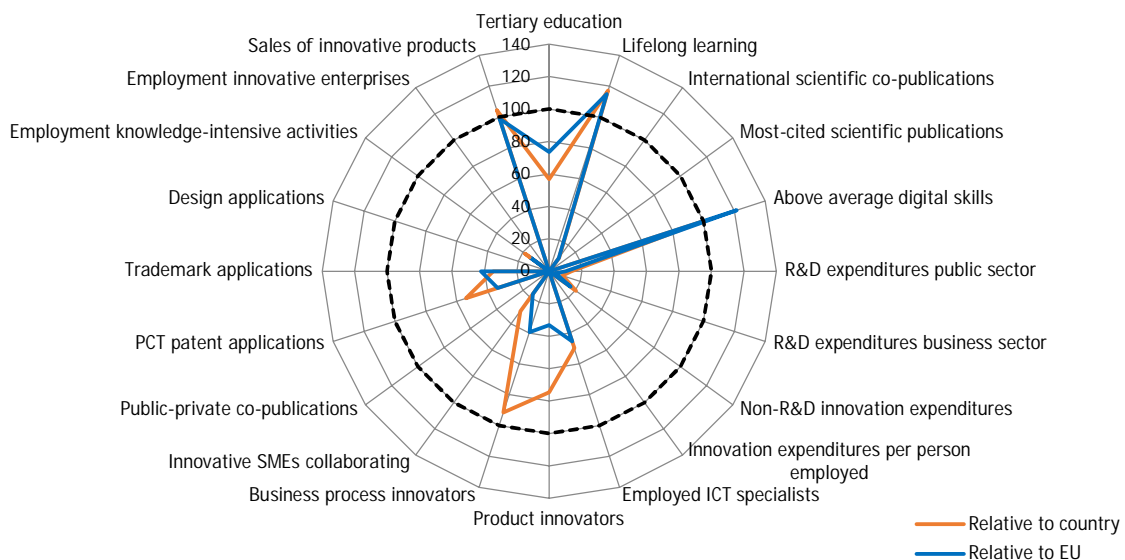 Tertiary education
Sales of innovative products
140
Lifelong learning
Employment innovative enterprises
120
International scientific co-publications
Employment knowledge-intensive activities
100
Most-cited scientific publications
80
Design applications
60
Above average digital skills
40
20
Trademark applications
0
R&D expenditures public sector
PCT patent applications
R&D expenditures business sector
Public-private co-publications
Non-R&D innovation expenditures
Innovative SMEs collaborating
Innovation expenditures per person
employed
Business process innovators
Employed ICT specialists
Product innovators
Relative to country
Relative to EU